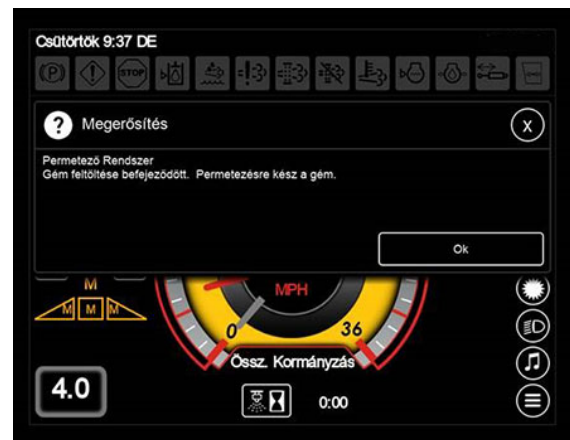 Csütörtök 9:37 DE
(P) STOP
? Megerősítés x
Permetező Rendszer
Gém feltöltése befejeződött. Permetezésre kész a gém.
Ok
M
MPH
M M M
0 36
Össz. Kormányzás
4.0
0:00